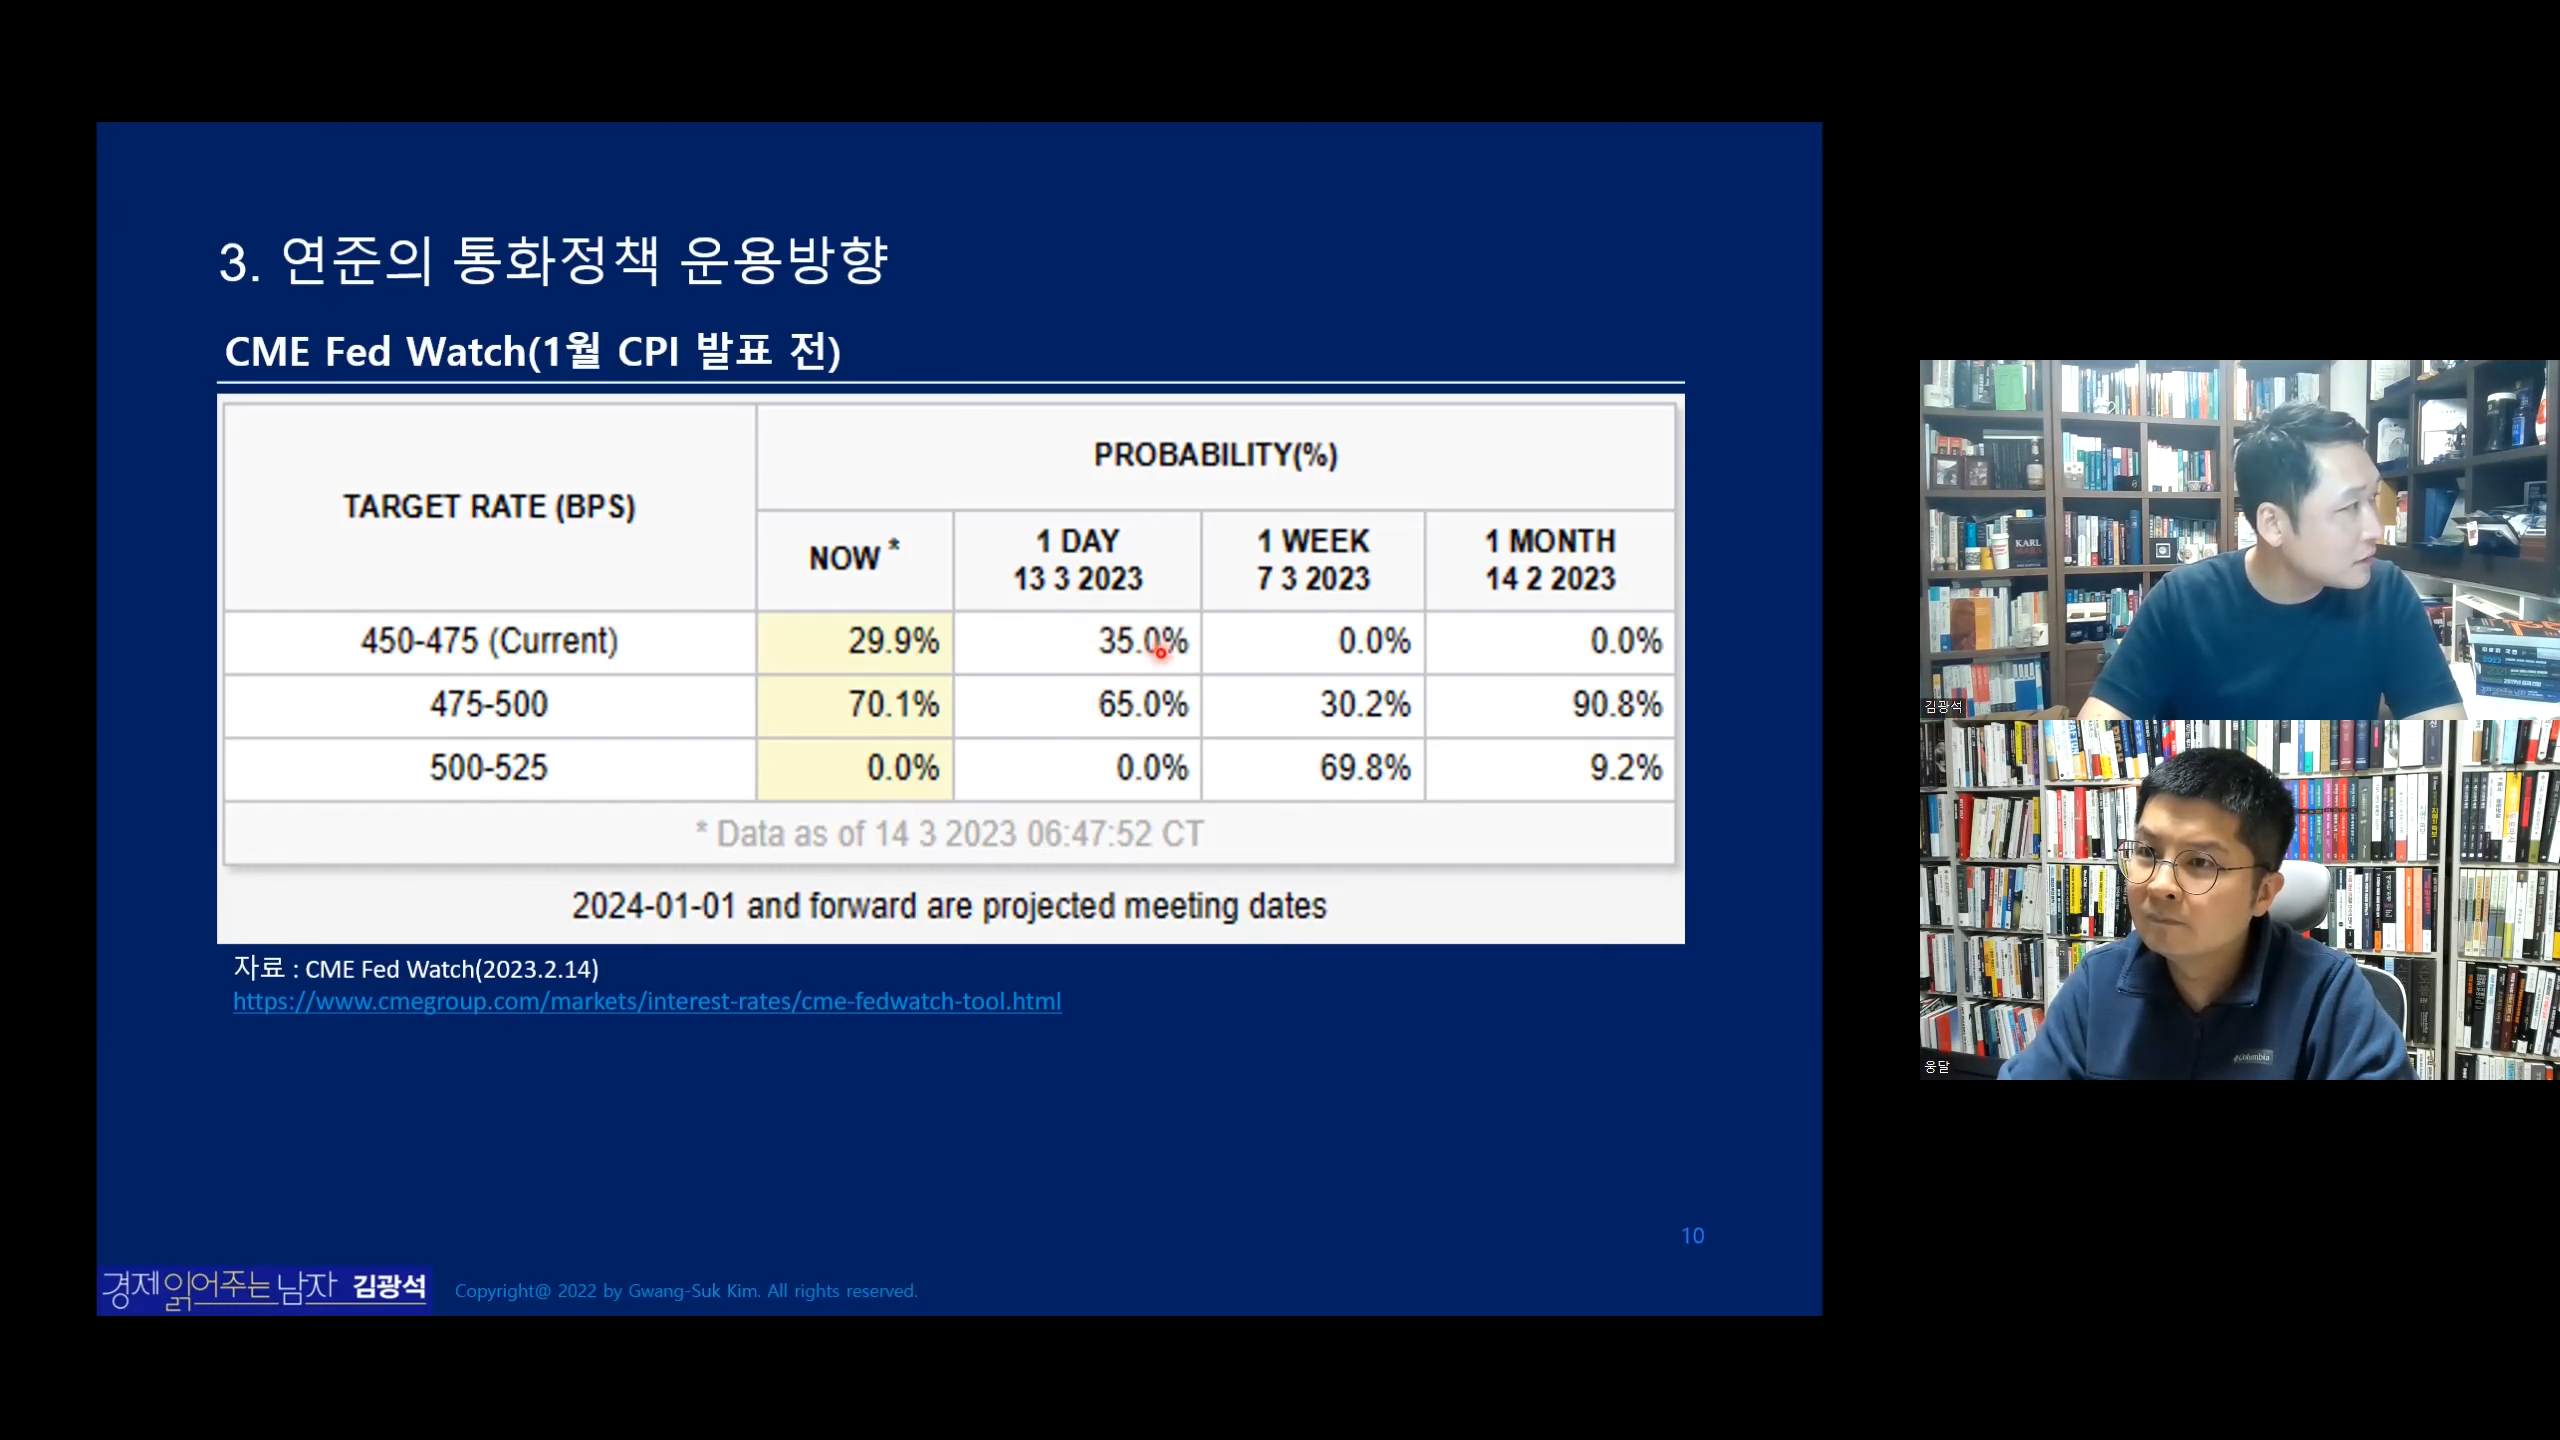 3. 연준의 통화정책 운용방향
CME Fed Watch(1월 CPI 발표 전)
TARGET RATE (BPS)
PROBABILITY(%)
NOW *
1 DAY
13 3 2023
1 WEEK
7 3 2023
1 MONTH
14 2 2023
450-475 (Current) 29.9% 35.0% 0.0% 0.0%
475-500 70.1% 65.0% 30.2% 90.8%
500-525 0.0% 0.0% 69.8% 9.2%
* Data as of 14 3 2023 06:47:52 CT
2024-01-01 and forward are projected meeting dates
자료 : CME Fed Watch(2023.2.14)
https://www.cmegroup.com/markets/interest-rates/cme-fedwatch-tool.html
10
경제 읽어주는 남자 김광석
Copyright@ 2022 by Gwang-Suk Kim. All rights reserved.
KARL
김광석
Columbia
웅달